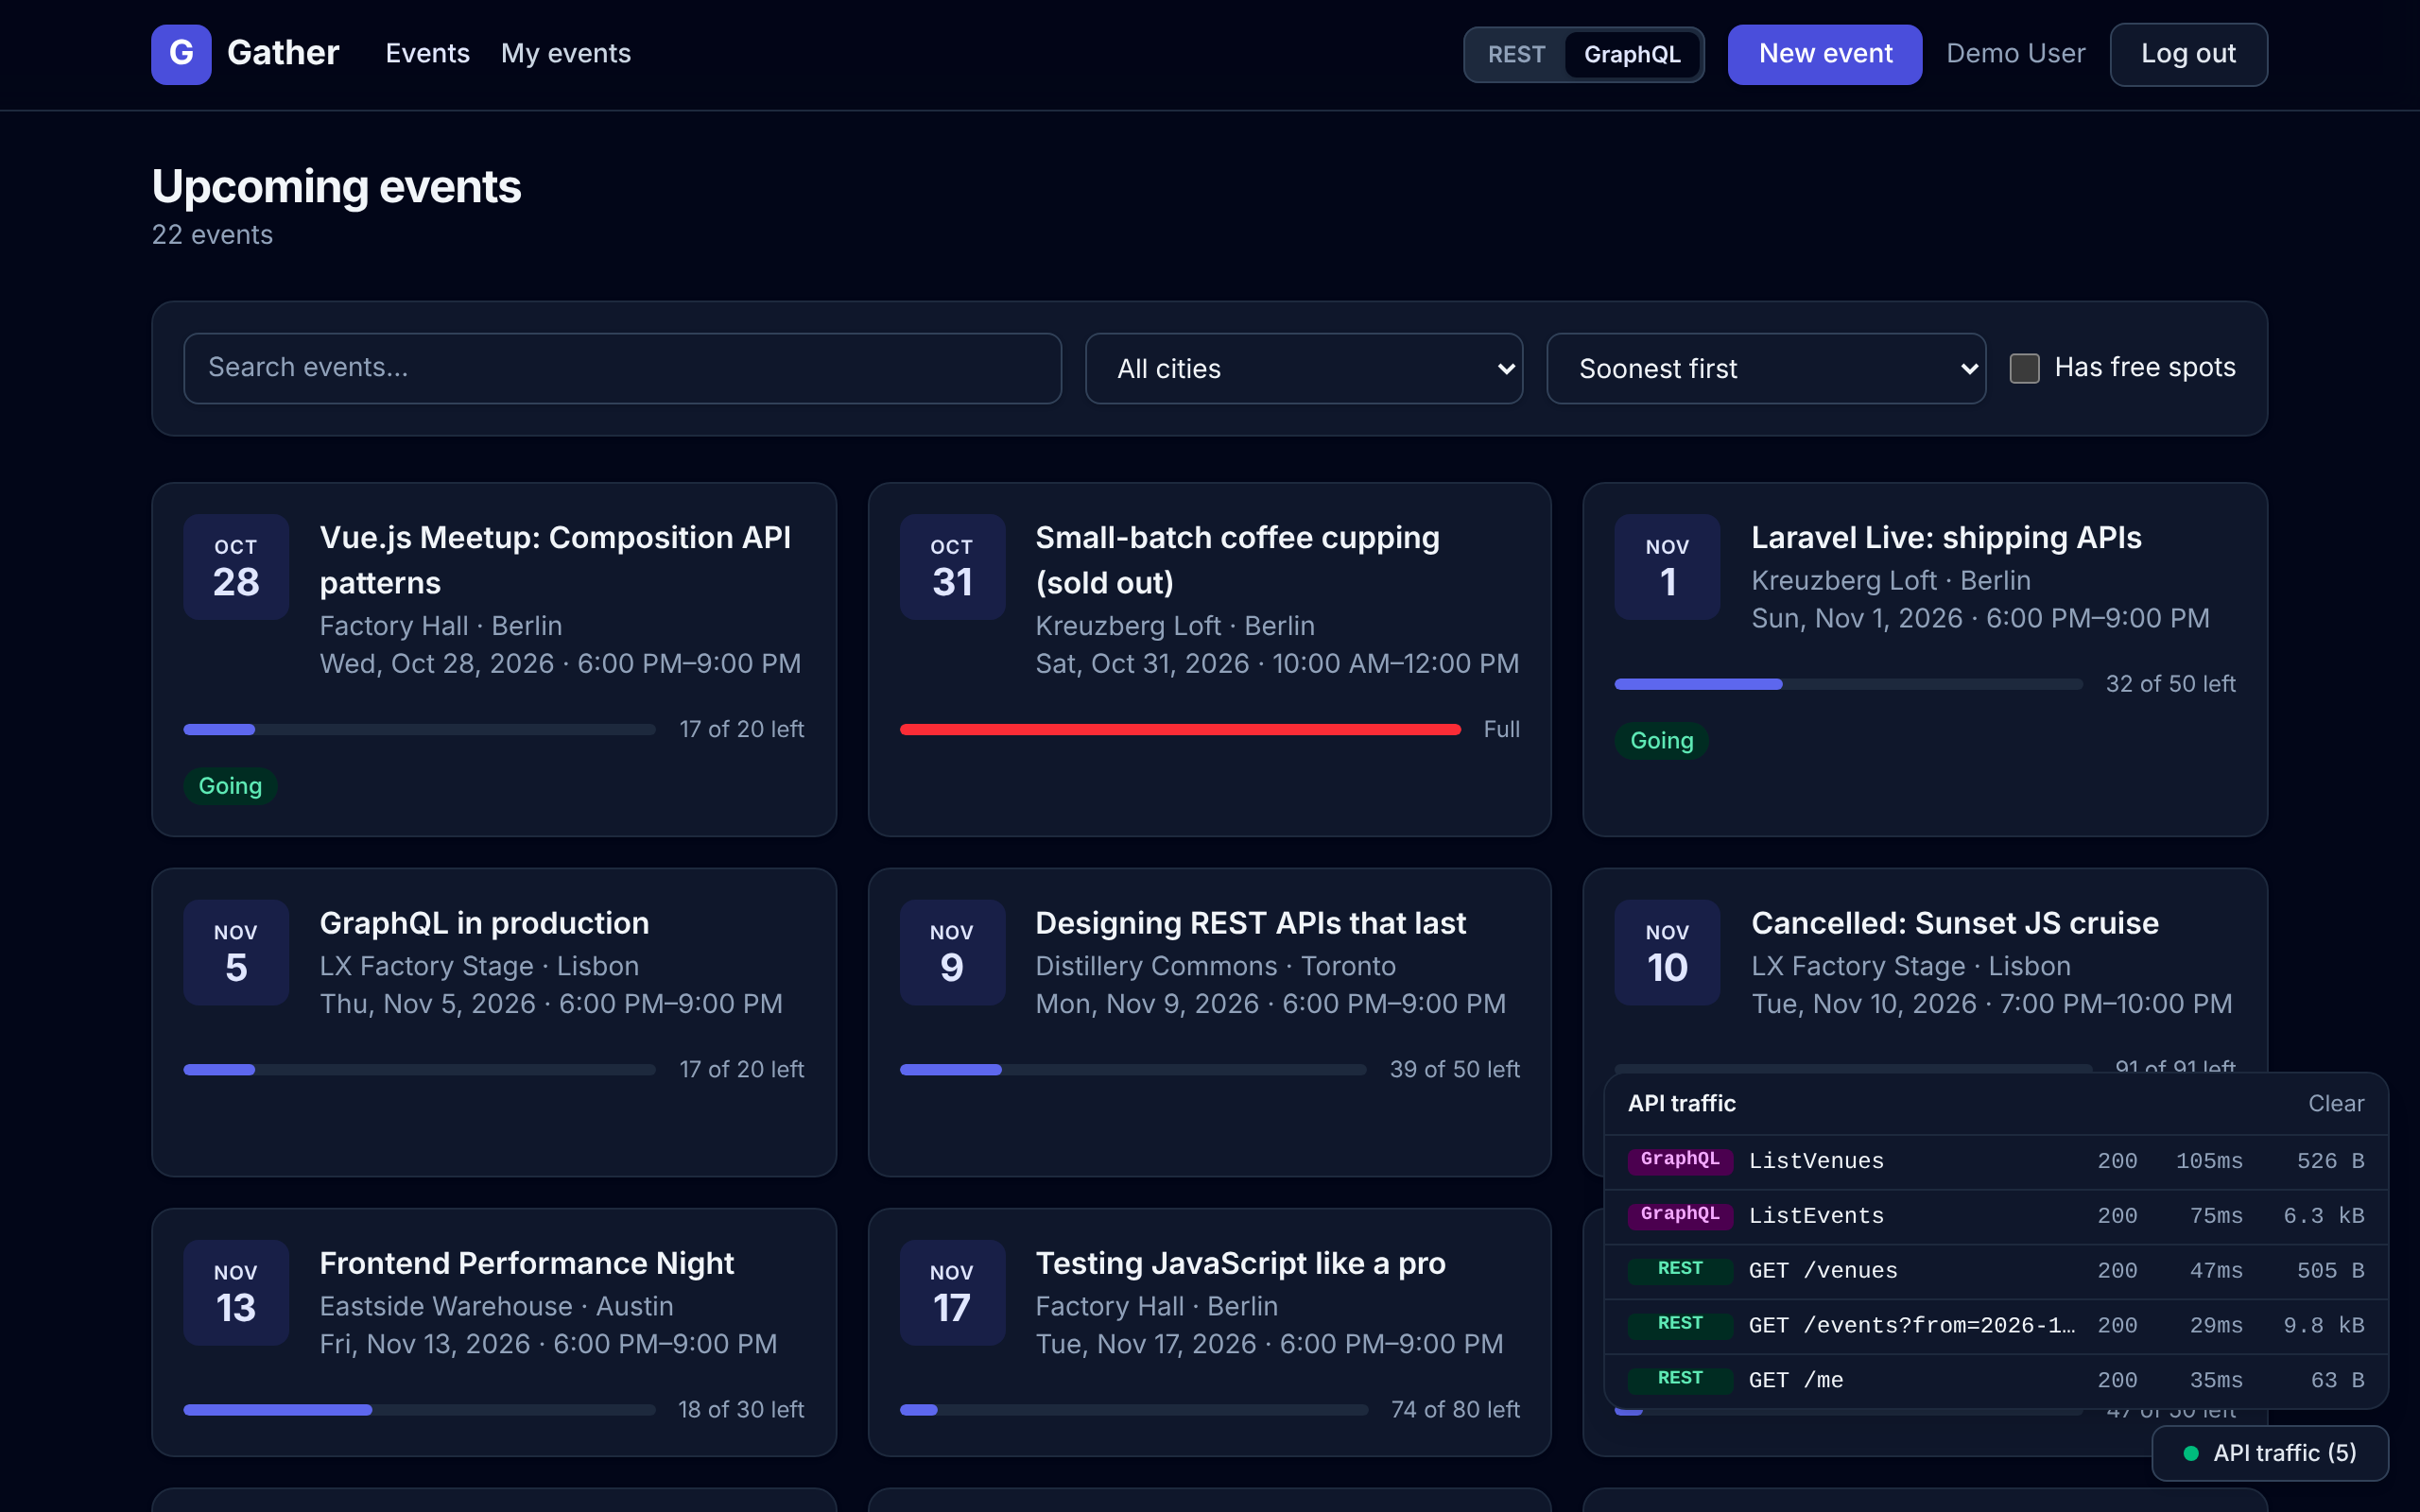 G Gather Events My events REST GraphQL New event Demo User Log out
Upcoming events
22 events
Search events... All cities Soonest first Has free spots
OCT
28
Vue.js Meetup: Composition API
patterns
Factory Hall · Berlin
Wed, Oct 28, 2026 · 6:00 PM–9:00 PM
17 of 20 left
Going
OCT
31
Small-batch coffee cupping
(sold out)
Kreuzberg Loft · Berlin
Sat, Oct 31, 2026 · 10:00 AM–12:00 PM
Full
NOV
1
Laravel Live: shipping APIs
Kreuzberg Loft · Berlin
Sun, Nov 1, 2026 · 6:00 PM–9:00 PM
32 of 50 left
Going
NOV
5
GraphQL in production
LX Factory Stage · Lisbon
Thu, Nov 5, 2026 · 6:00 PM–9:00 PM
17 of 20 left
NOV
9
Designing REST APIs that last
Distillery Commons · Toronto
Mon, Nov 9, 2026 · 6:00 PM–9:00 PM
39 of 50 left
NOV
10
Cancelled: Sunset JS cruise
LX Factory Stage · Lisbon
Tue, Nov 10, 2026 · 7:00 PM–10:00 PM
91 of 91 left
NOV
13
Frontend Performance Night
Eastside Warehouse · Austin
Fri, Nov 13, 2026 · 6:00 PM–9:00 PM
18 of 30 left
NOV
17
Testing JavaScript like a pro
Factory Hall · Berlin
Tue, Nov 17, 2026 · 6:00 PM–9:00 PM
74 of 80 left
47 of 50 left
API traffic Clear
GraphQL ListVenues 200 105ms 526 B
GraphQL ListEvents 200 75ms 6.3 kB
REST GET /venues 200 47ms 505 B
REST GET /events?from=2026-1… 200 29ms 9.8 kB
REST GET /me 200 35ms 63 B
API traffic (5)